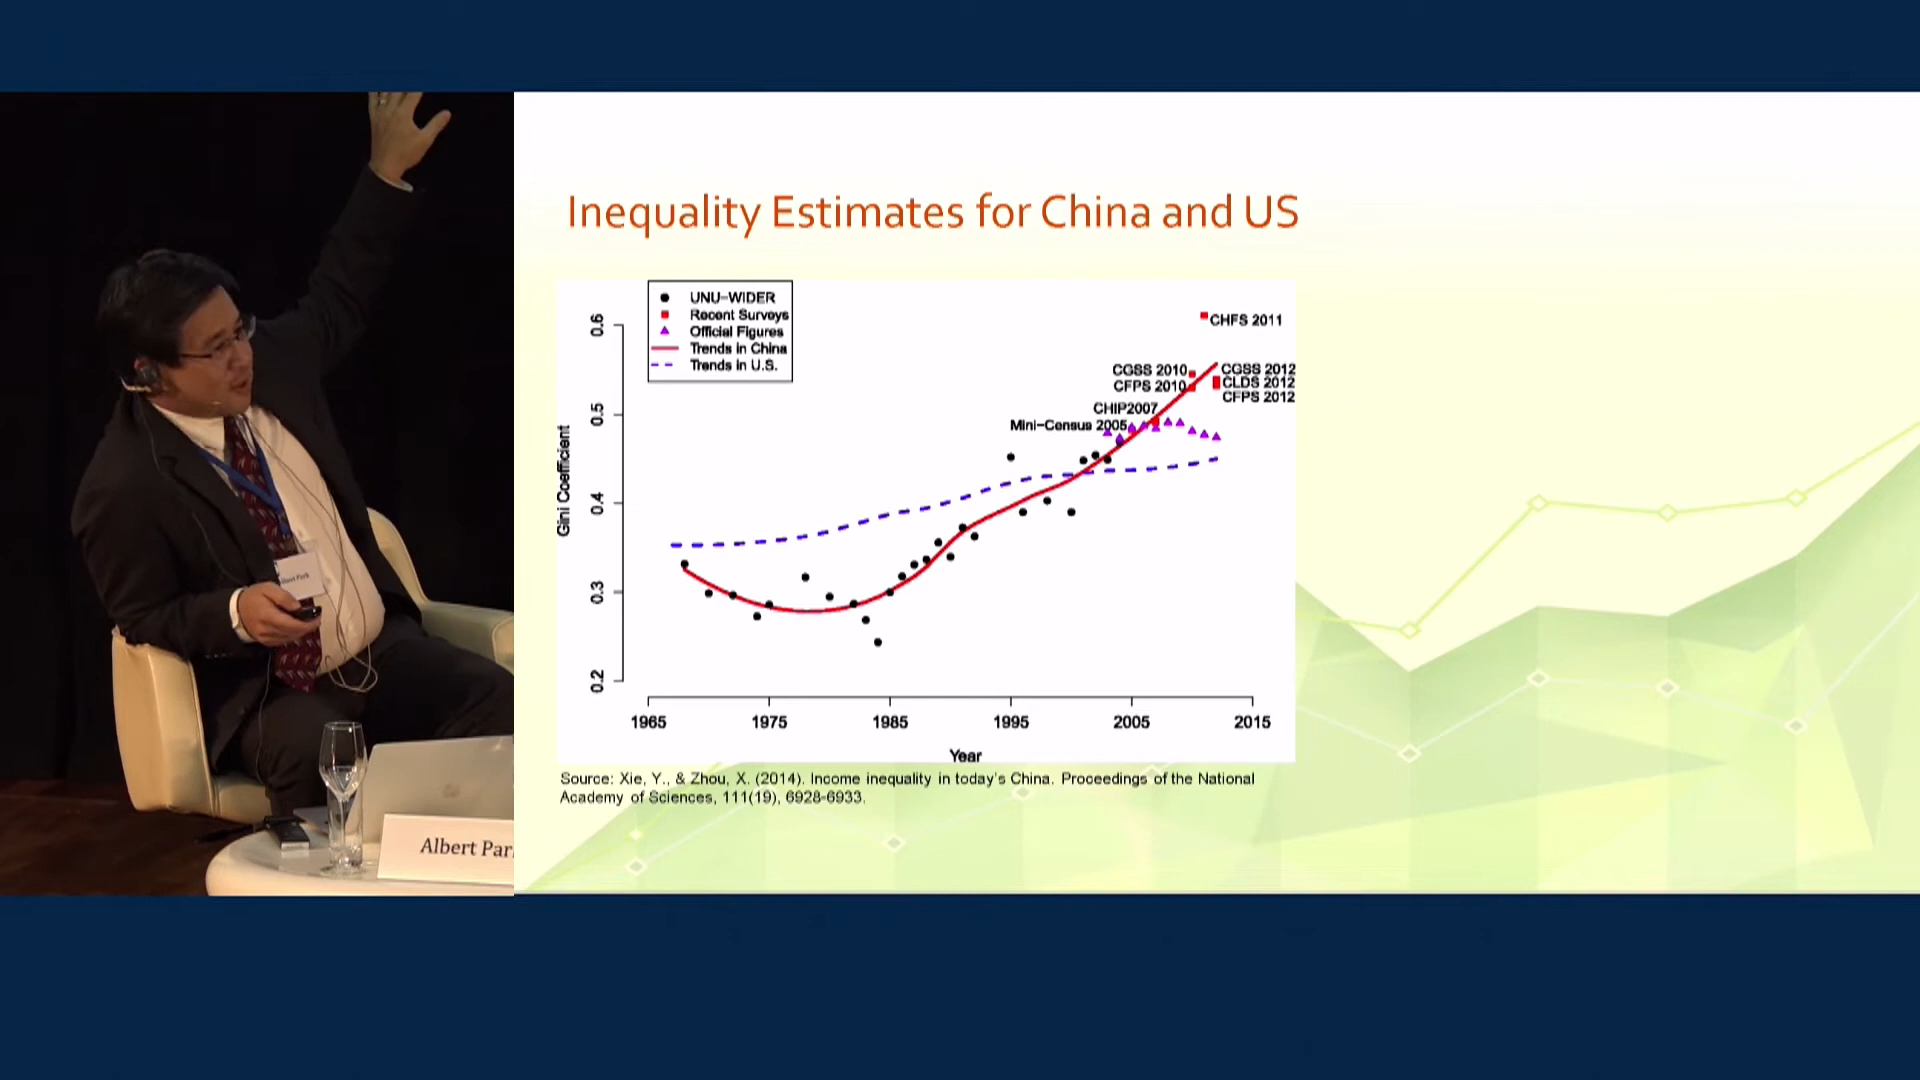 Inequality Estimates for China and US
UNU-WIDER
Recent Surveys
Official Figures
Trends in China
Trends in U.S.
CHFS 2011
CGSS 2010
CFPS 2010
CGSS 2012
CLDS 2012
CFPS 2012
CHIP2007
Mini-Census 2005
Gini Coefficient
0.6
0.5
0.4
0.3
0.2
1965 1975 1985 1995 2005 2015
Year
Source: Xie, Y., & Zhou, X. (2014). Income inequality in today's China. Proceedings of the National
Academy of Sciences, 111(19), 6928-6933.
Albert Par